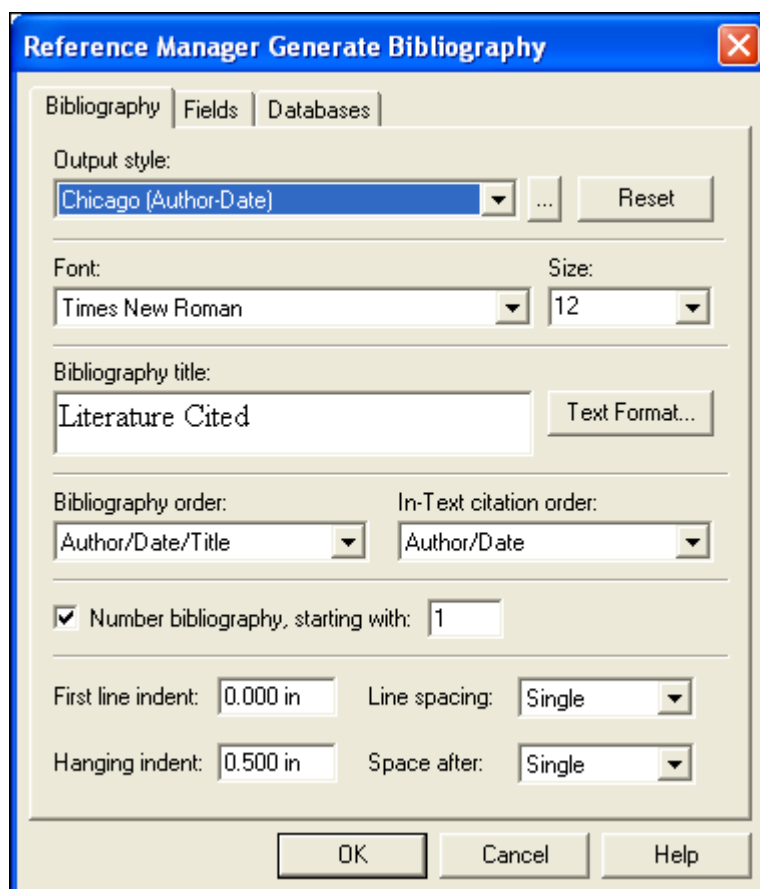 Reference Manager Generate Bibliography
Bibliography Fields Databases
Output style:
Chicago (Author-Date) ... Reset
Font: Size:
Times New Roman 12
Bibliography title:
Literature Cited Text Format...
Bibliography order: In-Text citation order:
Author/Date/Title Author/Date
Number bibliography, starting with: 1
First line indent: 0.000 in Line spacing: Single
Hanging indent: 0.500 in Space after: Single
OK Cancel Help